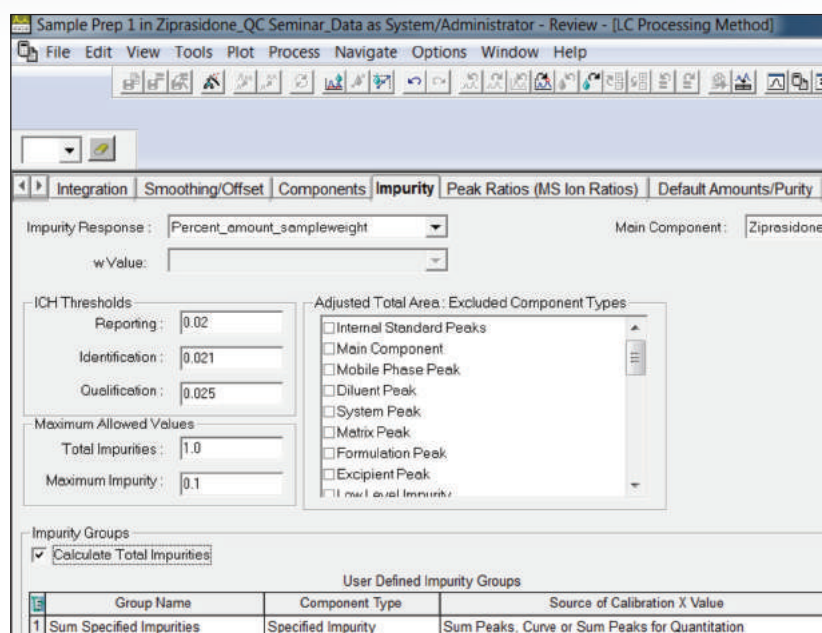 Sample Prep 1 in Ziprasidone_QC Seminar_Data as System/Administrator - Review - [LC Processing Method]
File Edit View Tools Plot Process Navigate Options Window Help
Integration Smoothing/Offset Components Impurity Peak Ratios (MS Ion Ratios) Default Amounts/Purity
Impurity Response : Percent_amount_sampleweight Main Component : Ziprasidone
w Value:
ICH Thresholds
Reporting : 0.02
Identification : 0.021
Qualification : 0.025
Maximum Allowed Values
Total Impurities : 1.0
Maximum Impurity : 0.1
Adjusted Total Area : Excluded Component Types
Internal Standard Peaks
Main Component
Mobile Phase Peak
Diluent Peak
System Peak
Matrix Peak
Formulation Peak
Excipient Peak
Low Level Impurity
Impurity Groups
Calculate Total Impurities
User Defined Impurity Groups
Group Name Component Type Source of Calibration X Value
1 Sum Specified Impurities Specified Impurity Sum Peaks, Curve or Sum Peaks for Quantitation